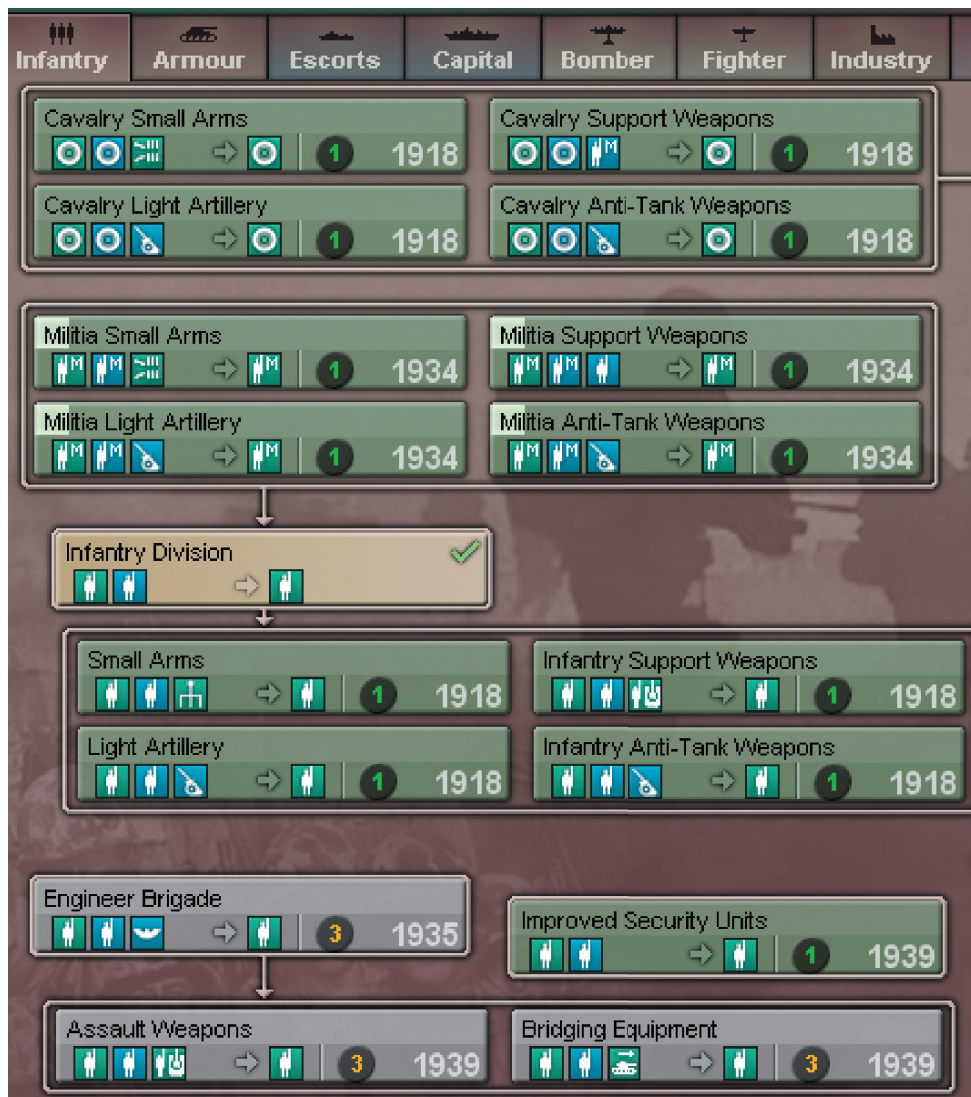 Infantry Armour Escorts Capital Bomber Fighter Industry
Cavalry Small Arms
1 1918
Cavalry Support Weapons
M 1 1918
Cavalry Light Artillery
1 1918
Cavalry Anti-Tank Weapons
1 1918
Militia Small Arms
M M M 1 1934
Militia Support Weapons
M M M 1 1934
Militia Light Artillery
M M M 1 1934
Militia Anti-Tank Weapons
M M M 1 1934
Infantry Division
Small Arms
1 1918
Infantry Support Weapons
1 1918
Light Artillery
1 1918
Infantry Anti-Tank Weapons
1 1918
Engineer Brigade
3 1935
Improved Security Units
1 1939
Assault Weapons
3 1939
Bridging Equipment
3 1939